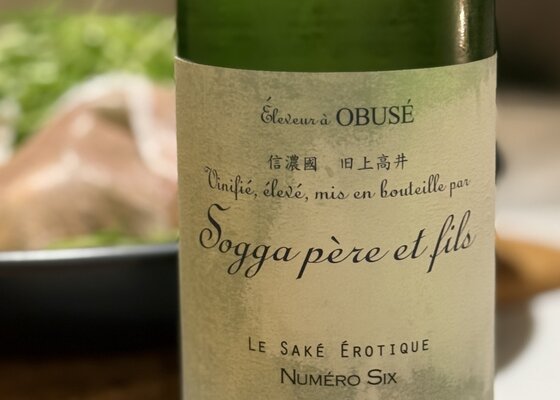 Éleveur à OBUSÉ
信濃國 旧上高井
Vinifié, élevé, mis en bouteille par
Sogga père et fils
LE SAKÉ ÉROTIQUE
NUMÉRO SIX